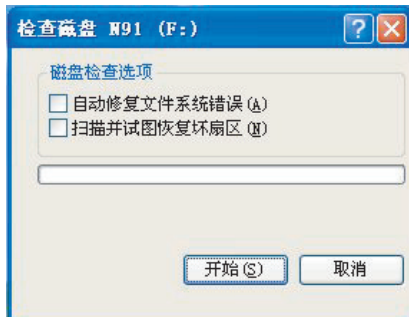 检查磁盘 N91 (F:)
磁盘检查选项
自动修复文件系统错误(A)
扫描并试图恢复坏扇区(N)
开始(S)
取消